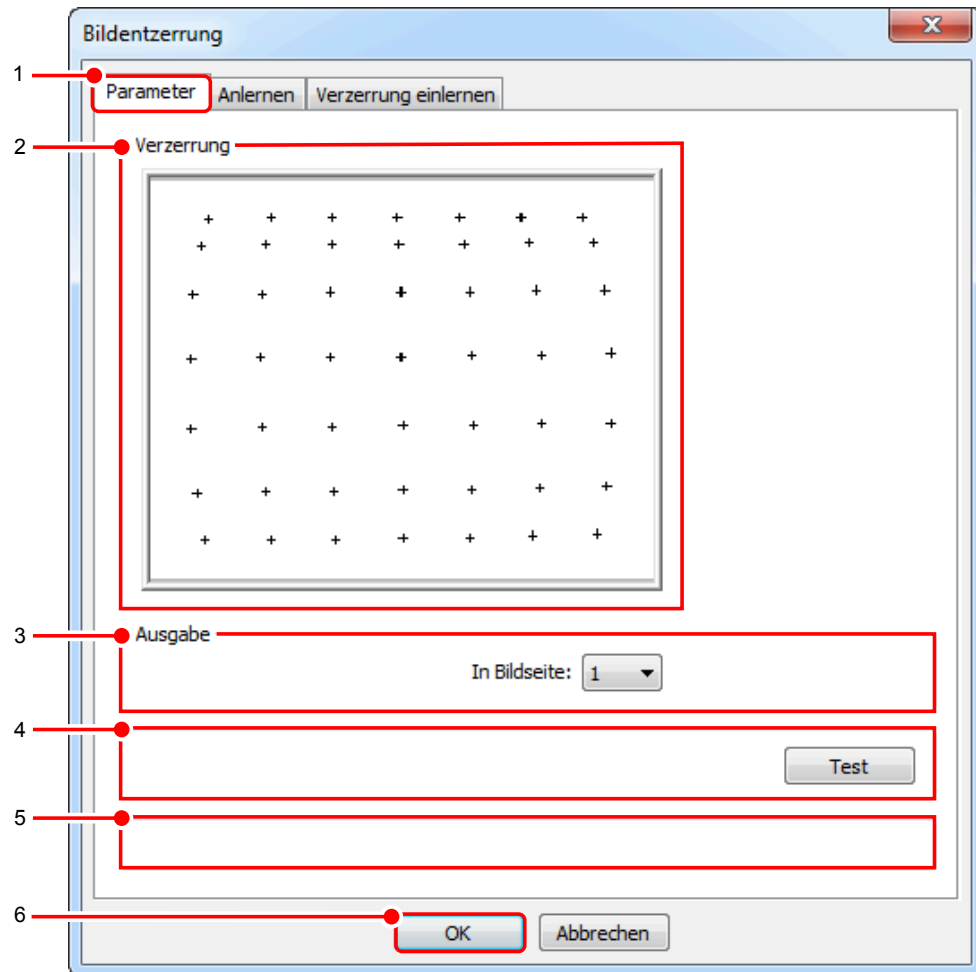 Bildentzerrung
1
Parameter Anlernen Verzerrung einlernen
2
Verzerrung
3
Ausgabe
In Bildseite: 1
4
Test
5
6
OK Abbrechen